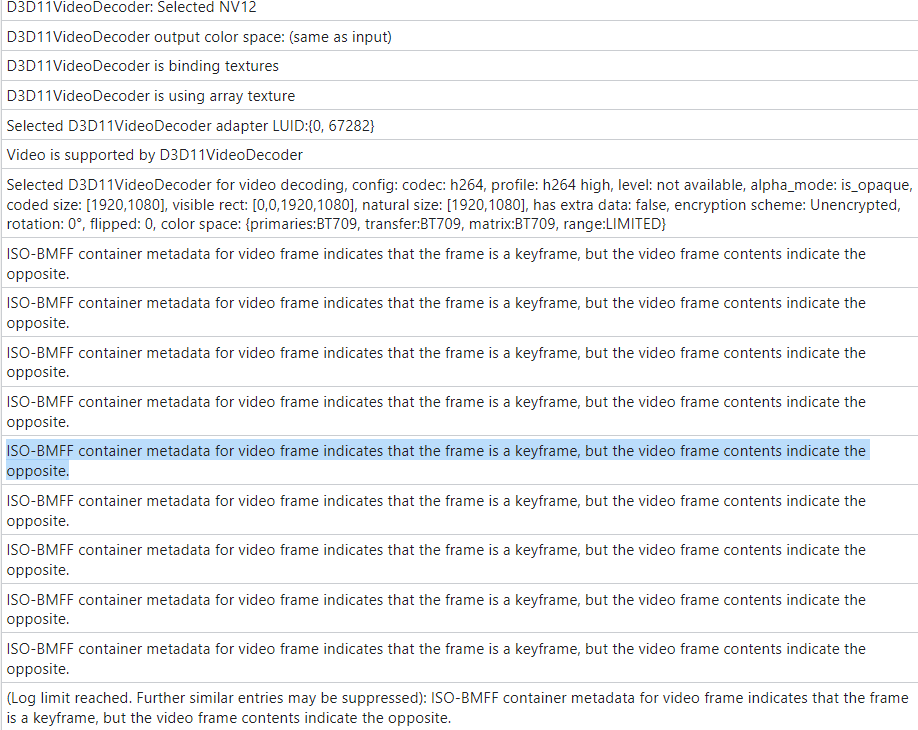 D3D11VideoDecoder: Selected NV12
D3D11VideoDecoder output color space: (same as input)
D3D11VideoDecoder is binding textures
D3D11VideoDecoder is using array texture
Selected D3D11VideoDecoder adapter LUID:{0, 67282}
Video is supported by D3D11VideoDecoder
Selected D3D11VideoDecoder for video decoding, config: codec: h264, profile: h264 high, level: not available, alpha_mode: is_opaque,
coded size: [1920,1080], visible rect: [0,0,1920,1080], natural size: [1920,1080], has extra data: false, encryption scheme: Unencrypted,
rotation: 0°, flipped: 0, color space: {primaries:BT709, transfer:BT709, matrix:BT709, range:LIMITED}
ISO-BMFF container metadata for video frame indicates that the frame is a keyframe, but the video frame contents indicate the
opposite.
ISO-BMFF container metadata for video frame indicates that the frame is a keyframe, but the video frame contents indicate the
opposite.
ISO-BMFF container metadata for video frame indicates that the frame is a keyframe, but the video frame contents indicate the
opposite.
ISO-BMFF container metadata for video frame indicates that the frame is a keyframe, but the video frame contents indicate the
opposite.
ISO-BMFF container metadata for video frame indicates that the frame is a keyframe, but the video frame contents indicate the
opposite.
ISO-BMFF container metadata for video frame indicates that the frame is a keyframe, but the video frame contents indicate the
opposite.
ISO-BMFF container metadata for video frame indicates that the frame is a keyframe, but the video frame contents indicate the
opposite.
ISO-BMFF container metadata for video frame indicates that the frame is a keyframe, but the video frame contents indicate the
opposite.
ISO-BMFF container metadata for video frame indicates that the frame is a keyframe, but the video frame contents indicate the
opposite.
(Log limit reached. Further similar entries may be suppressed): ISO-BMFF container metadata for video frame indicates that the frame
is a keyframe, but the video frame contents indicate the opposite.